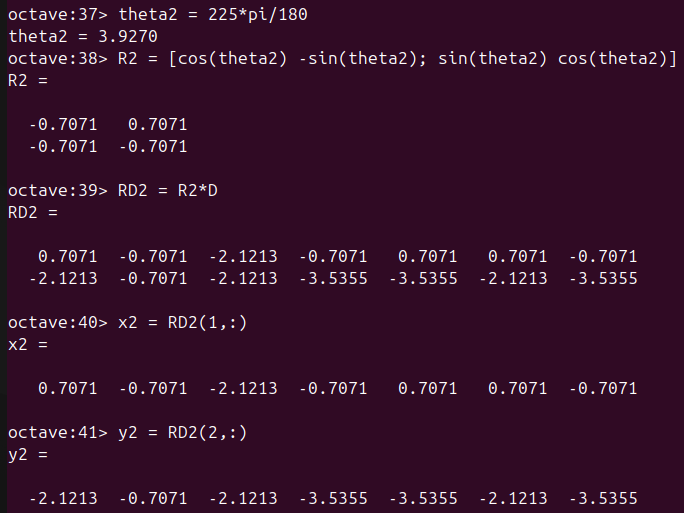 octave:37> theta2 = 225*pi/180
theta2 = 3.9270
octave:38> R2 = [cos(theta2) -sin(theta2); sin(theta2) cos(theta2)]
R2 =
-0.7071 0.7071
-0.7071 -0.7071
octave:39> RD2 = R2*D
RD2 =
0.7071 -0.7071 -2.1213 -0.7071 0.7071 0.7071 -0.7071
-2.1213 -0.7071 -2.1213 -3.5355 -3.5355 -2.1213 -3.5355
octave:40> x2 = RD2(1,:)
x2 =
0.7071 -0.7071 -2.1213 -0.7071 0.7071 0.7071 -0.7071
octave:41> y2 = RD2(2,:)
y2 =
-2.1213 -0.7071 -2.1213 -3.5355 -3.5355 -2.1213 -3.5355